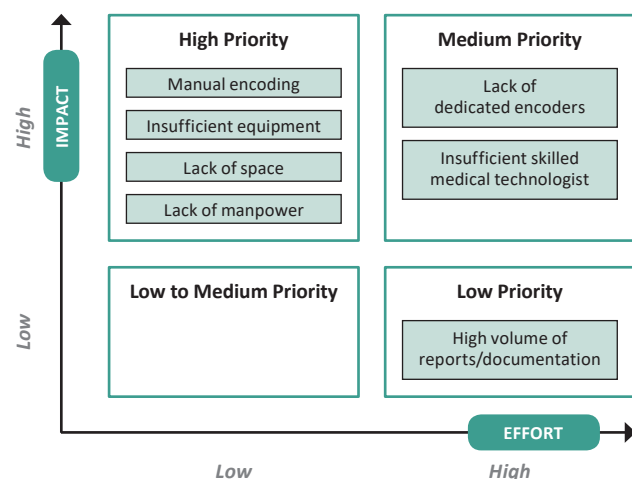 High
IMPACT
Low
High Priority
Manual encoding
Insufficient equipment
Lack of space
Lack of manpower
Medium Priority
Lack of
dedicated encoders
Insufficient skilled
medical technologist
Low to Medium Priority
Low Priority
High volume of
reports/documentation
EFFORT
Low
High